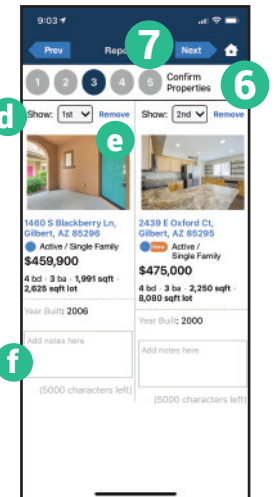 9:03
Prev Repo 7 Next
1 2 3 4 5 Confirm Properties 6
d Show: 1st Remove Show: 2nd Remove
e
1460 S Blackberry Ln,
Gilbert, AZ 85296
Active / Single Family
$459,900
4 bd · 3 ba · 1,991 sqft ·
2,625 sqft lot
Year Built: 2006
f Add notes here
(5000 characters left)
2439 E Oxford Ct,
Gilbert, AZ 85295
New Active /
Single Family
$475,000
4 bd · 3 ba · 2,250 sqft ·
8,080 sqft lot
Year Built: 2000
Add notes here
(5000 characters left)